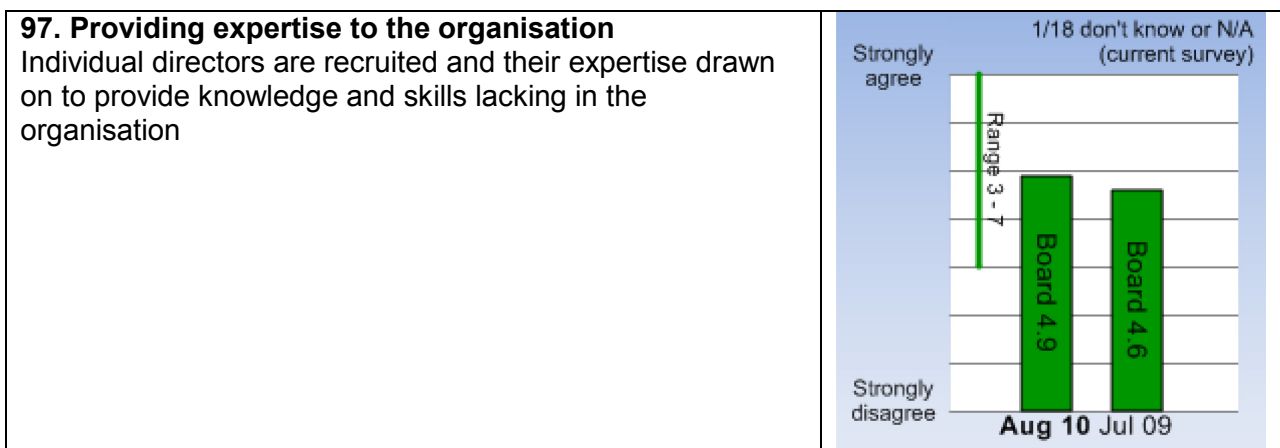 97. Providing expertise to the organisation
Individual directors are recruited and their expertise drawn
on to provide knowledge and skills lacking in the
organisation
1/18 don't know or N/A
(current survey)
Strongly
agree
Range 3 - 7
Board 4.9
Board 4.6
Strongly
disagree
Aug 10 Jul 09